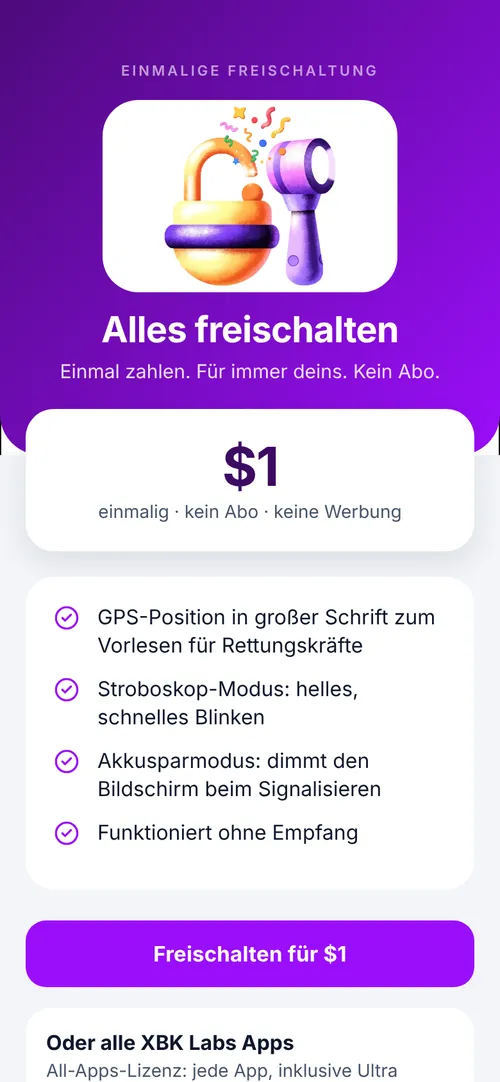 EINMALIGE FREISCHALTUNG
Alles freischalten
Einmal zahlen. Für immer deins. Kein Abo.
$1
einmalig · kein Abo · keine Werbung
GPS-Position in großer Schrift zum
Vorlesen für Rettungskräfte
Stroboskop-Modus: helles,
schnelles Blinken
Akkusparmodus: dimmt den
Bildschirm beim Signalisieren
Funktioniert ohne Empfang
Freischalten für $1
Oder alle XBK Labs Apps
All-Apps-Lizenz: jede App, inklusive Ultra